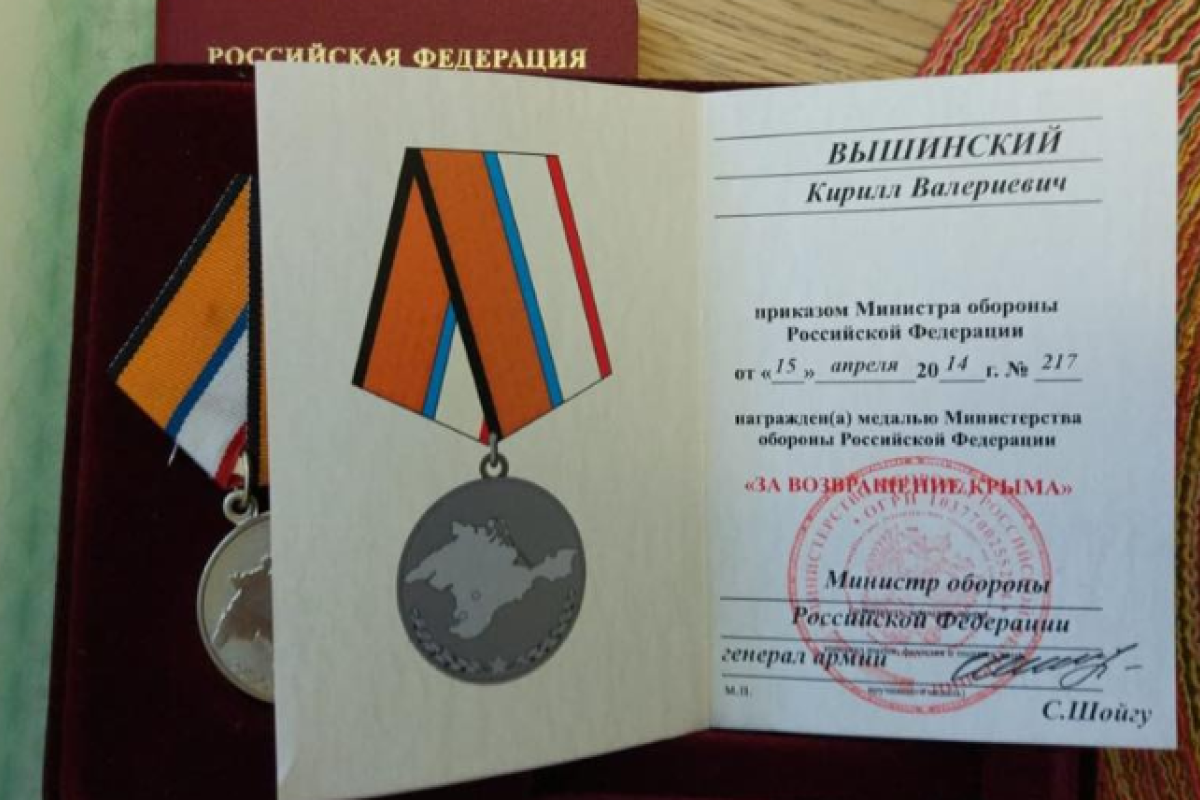 РОССИЙСКАЯ ФЕДЕРАЦИЯ
ВЫШИНСКИЙ
Кирилл Валериевич
приказом Министра обороны
Российской Федерации
от «15» апреля 2014 г. № 217
награжден(а) медалью Министерства
обороны Российской Федерации
«ЗА ВОЗВРАЩЕНИЕ КРЫМА»
Министр обороны
Российской Федерации
генерал армии
М.П.
С.Шойгу